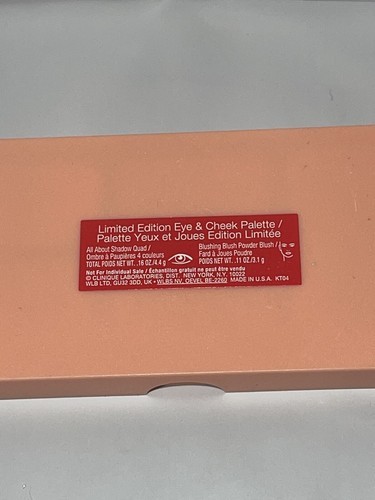 Limited Edition Eye & Cheek Palette /
Palette Yeux et Joues Edition Limitée
All About Shadow Quad /
Ombre à Paupières 4 couleurs
TOTAL POIDS NET WT. .16 OZ./4.4 g
Blushing Blush Powder Blush /
Fard à Joues Poudre
POIDS NET WT. .11 OZ/3.1 g
Not For Individual Sale / Échantillon gratuit ne peut être vendu
© CLINIQUE LABORATORIES, DIST. NEW YORK, N.Y. 10022
WLB LTD, GU32 3DD, UK • WLBS NV, OEVEL BE-2260 MADE IN U.S.A. KT04